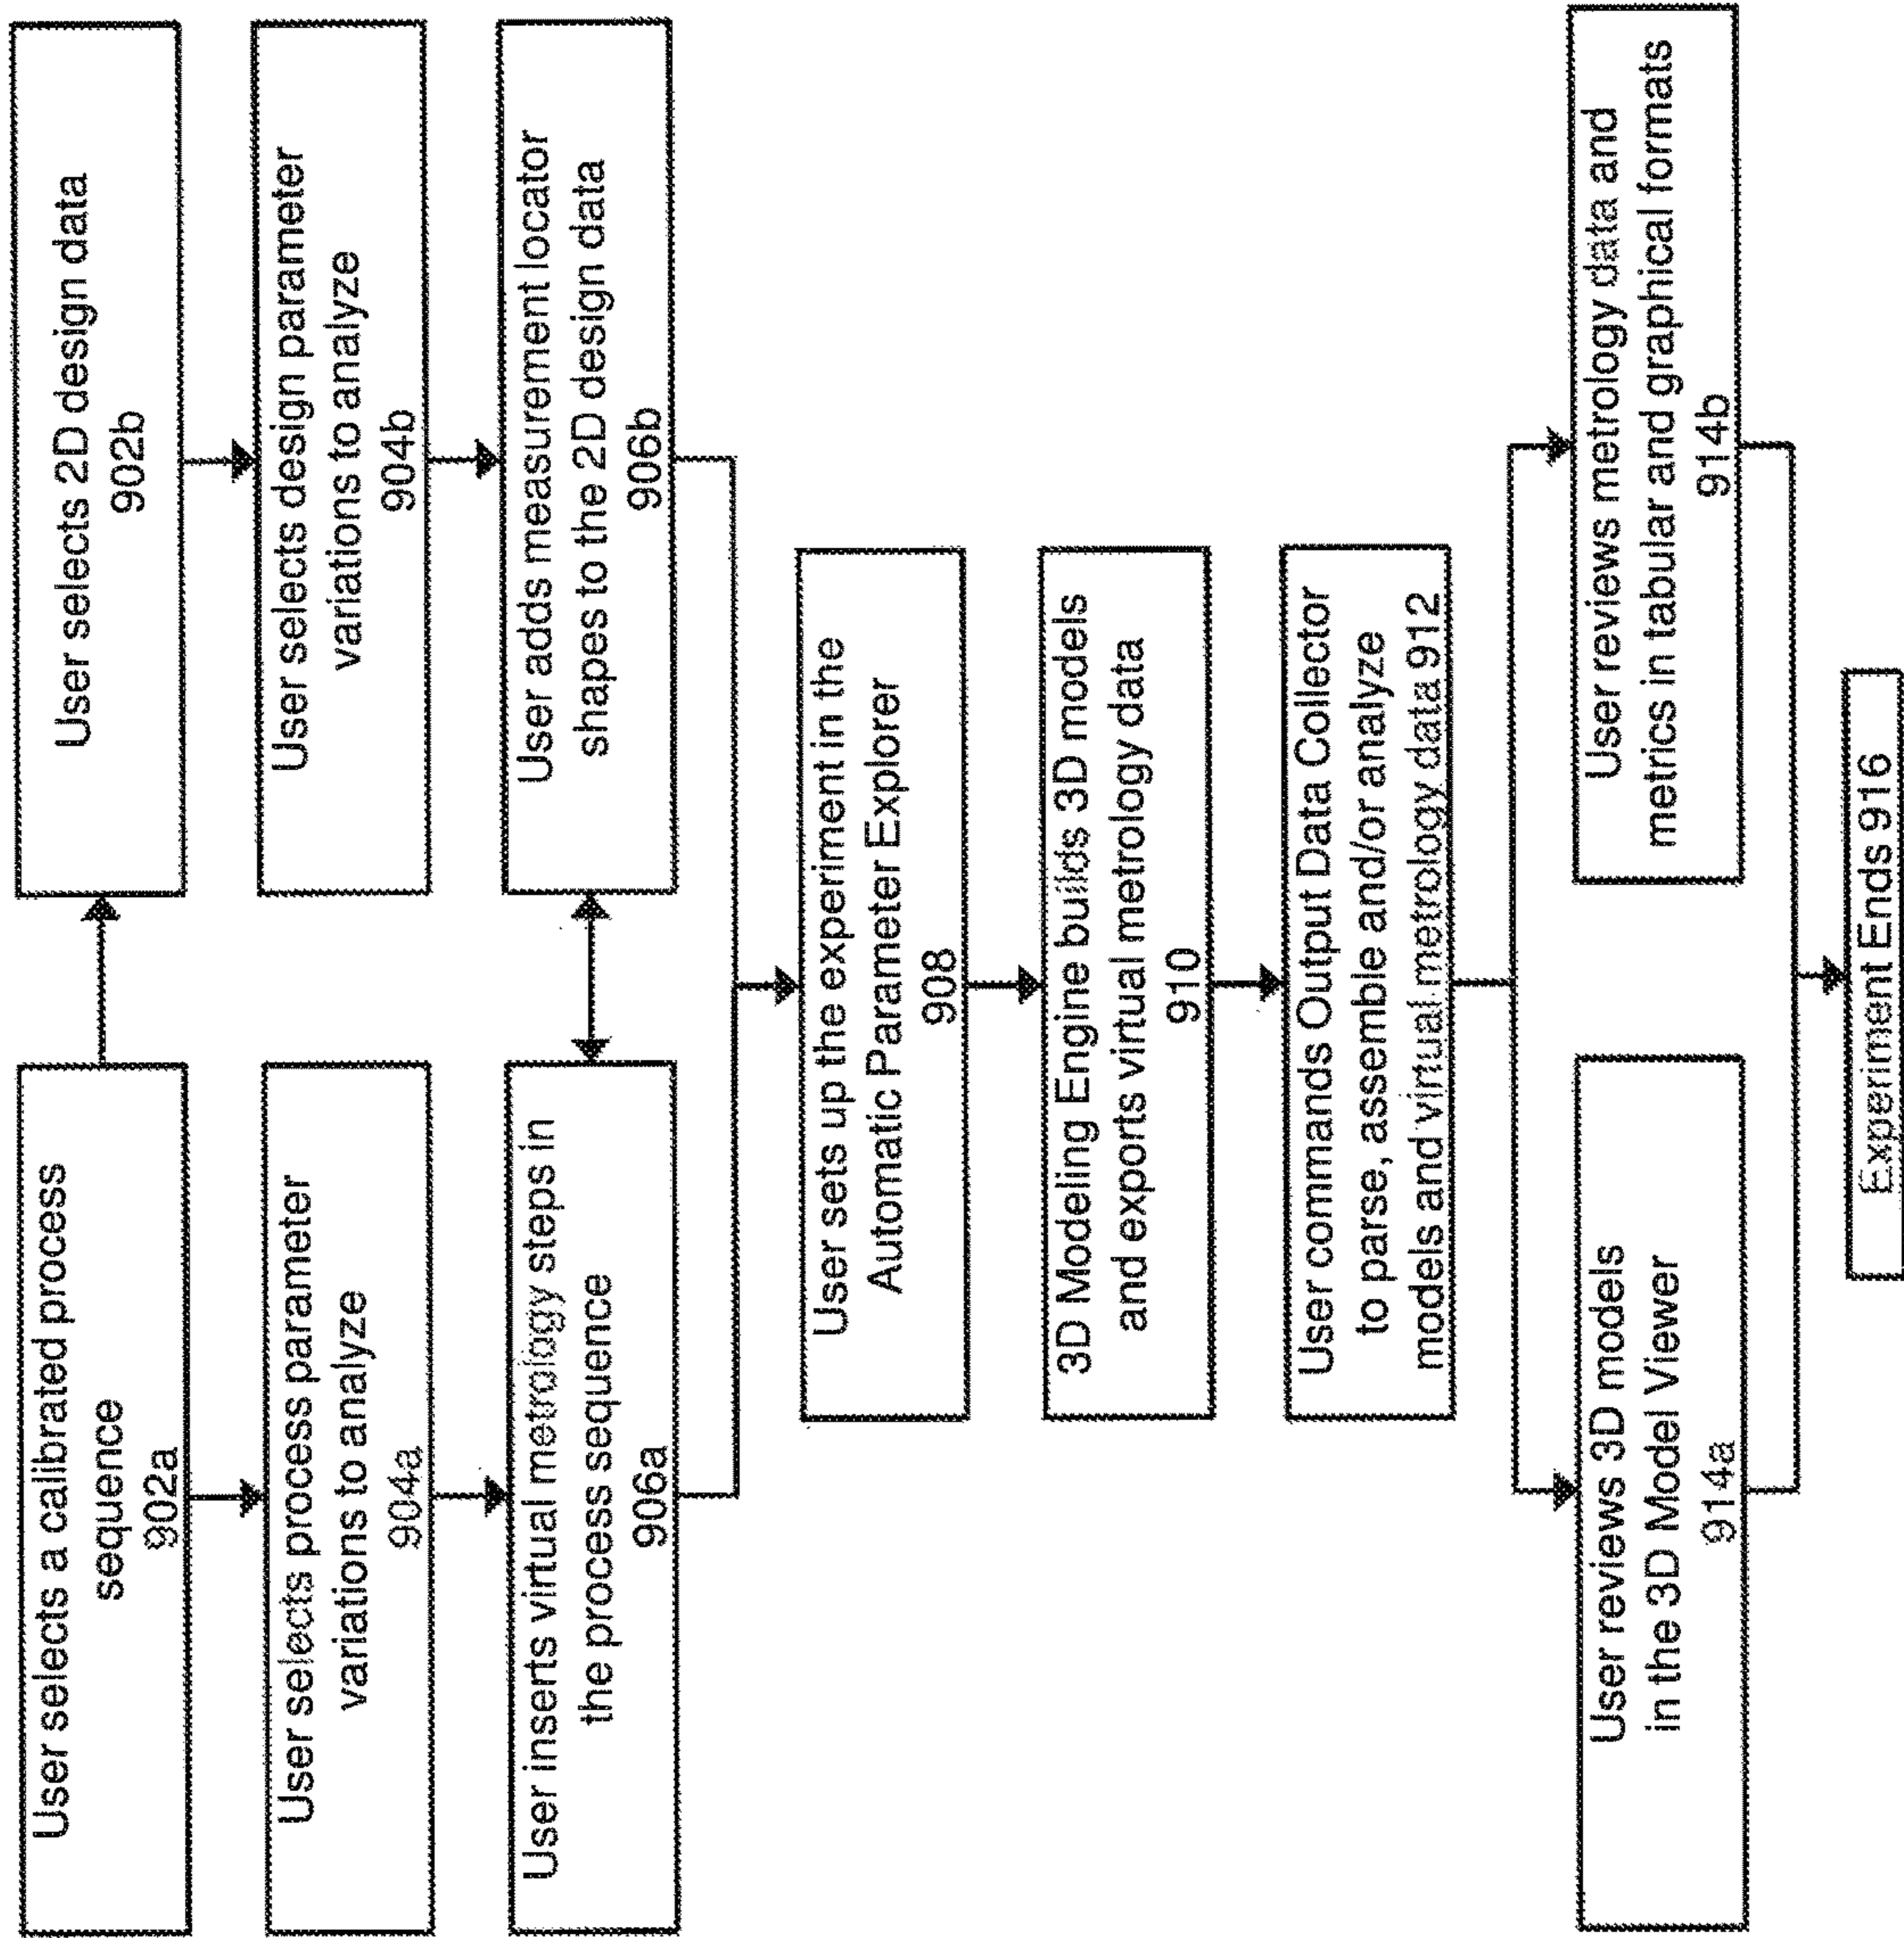 User selects a calibrated process
sequence
902a
User selects 2D design data
902b
User selects process parameter
variations to analyze
904a
User selects design parameter
variations to analyze
904b
User inserts virtual metrology steps in
the process sequence
906a
User adds measurement locator
shapes to the 2D design data
906b
User sets up the experiment in the
Automatic Parameter Explorer
908
3D Modeling Engine builds 3D models
and exports virtual metrology data
910
User commands Output Data Collector
to parse, assemble and/or analyze
models and virtual metrology data 912
User reviews 3D models
in the 3D Model Viewer
914a
User reviews metrology data and
metrics in tabular and graphical formats
914b
Experiment Ends 916